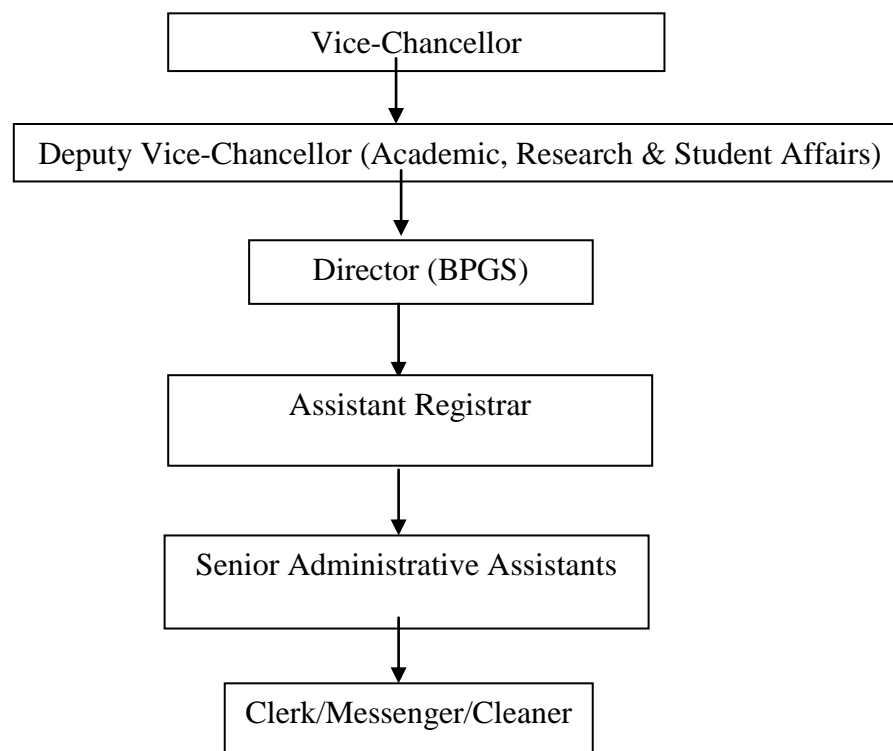 Vice-Chancellor
Deputy Vice-Chancellor (Academic, Research & Student Affairs)
Director (BPGS)
Assistant Registrar
Senior Administrative Assistants
Clerk/Messenger/Cleaner